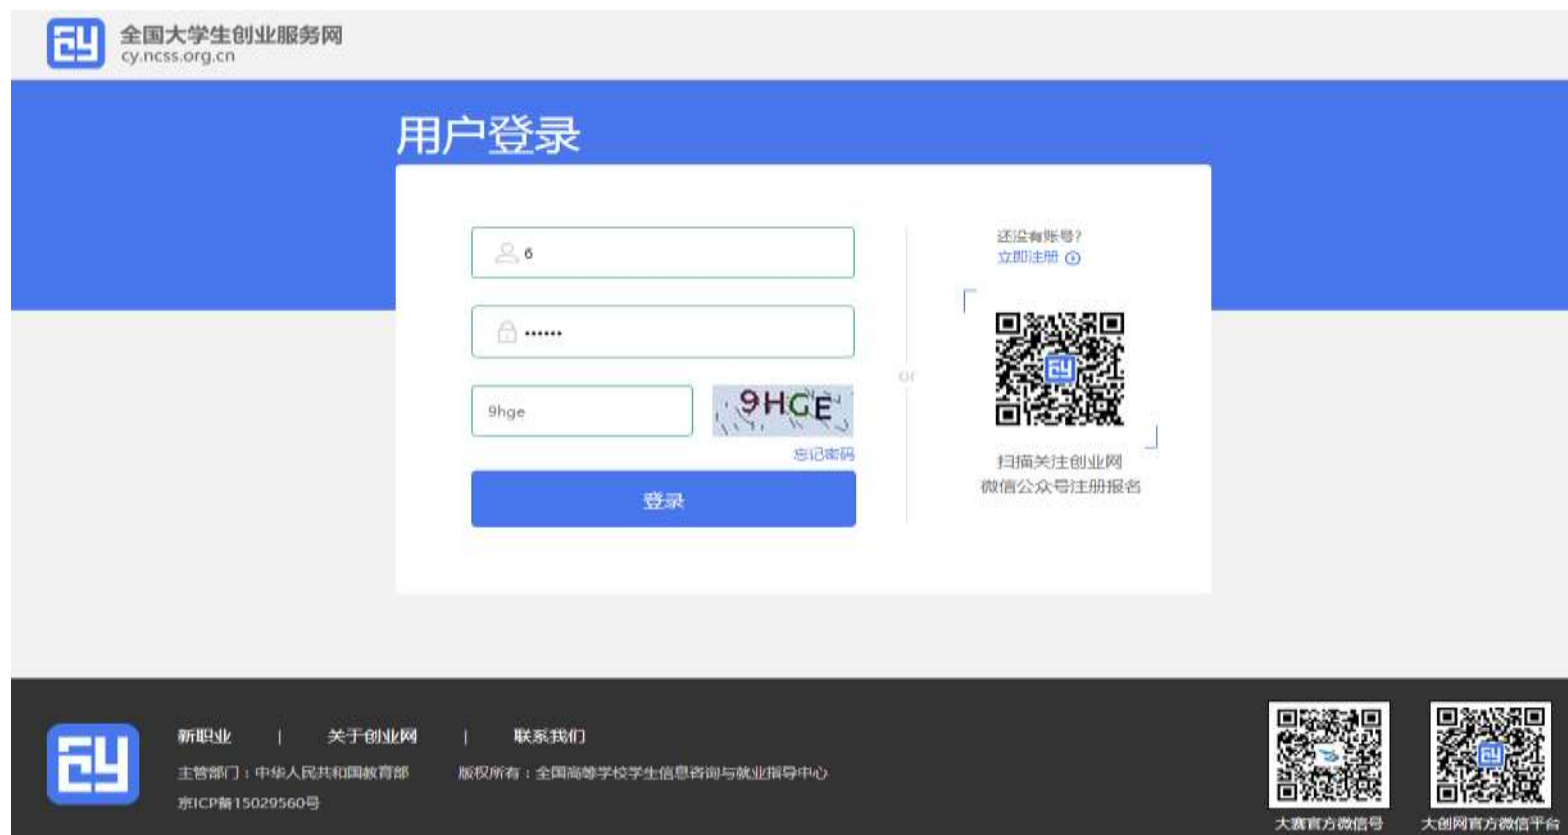 全国大学生创业服务网
cy.ncss.org.cn
用户登录
6
••••••
9hge
9HGE
忘记密码
登录
or
还没有账号?
立即注册
扫描关注创业网
微信公众号注册报名
新职业 | 关于创业网 | 联系我们
主管部门：中华人民共和国教育部 版权所有：全国高等学校学生信息咨询与就业指导中心
京ICP备15029560号
大赛官方微信号
大创网官方微信平台